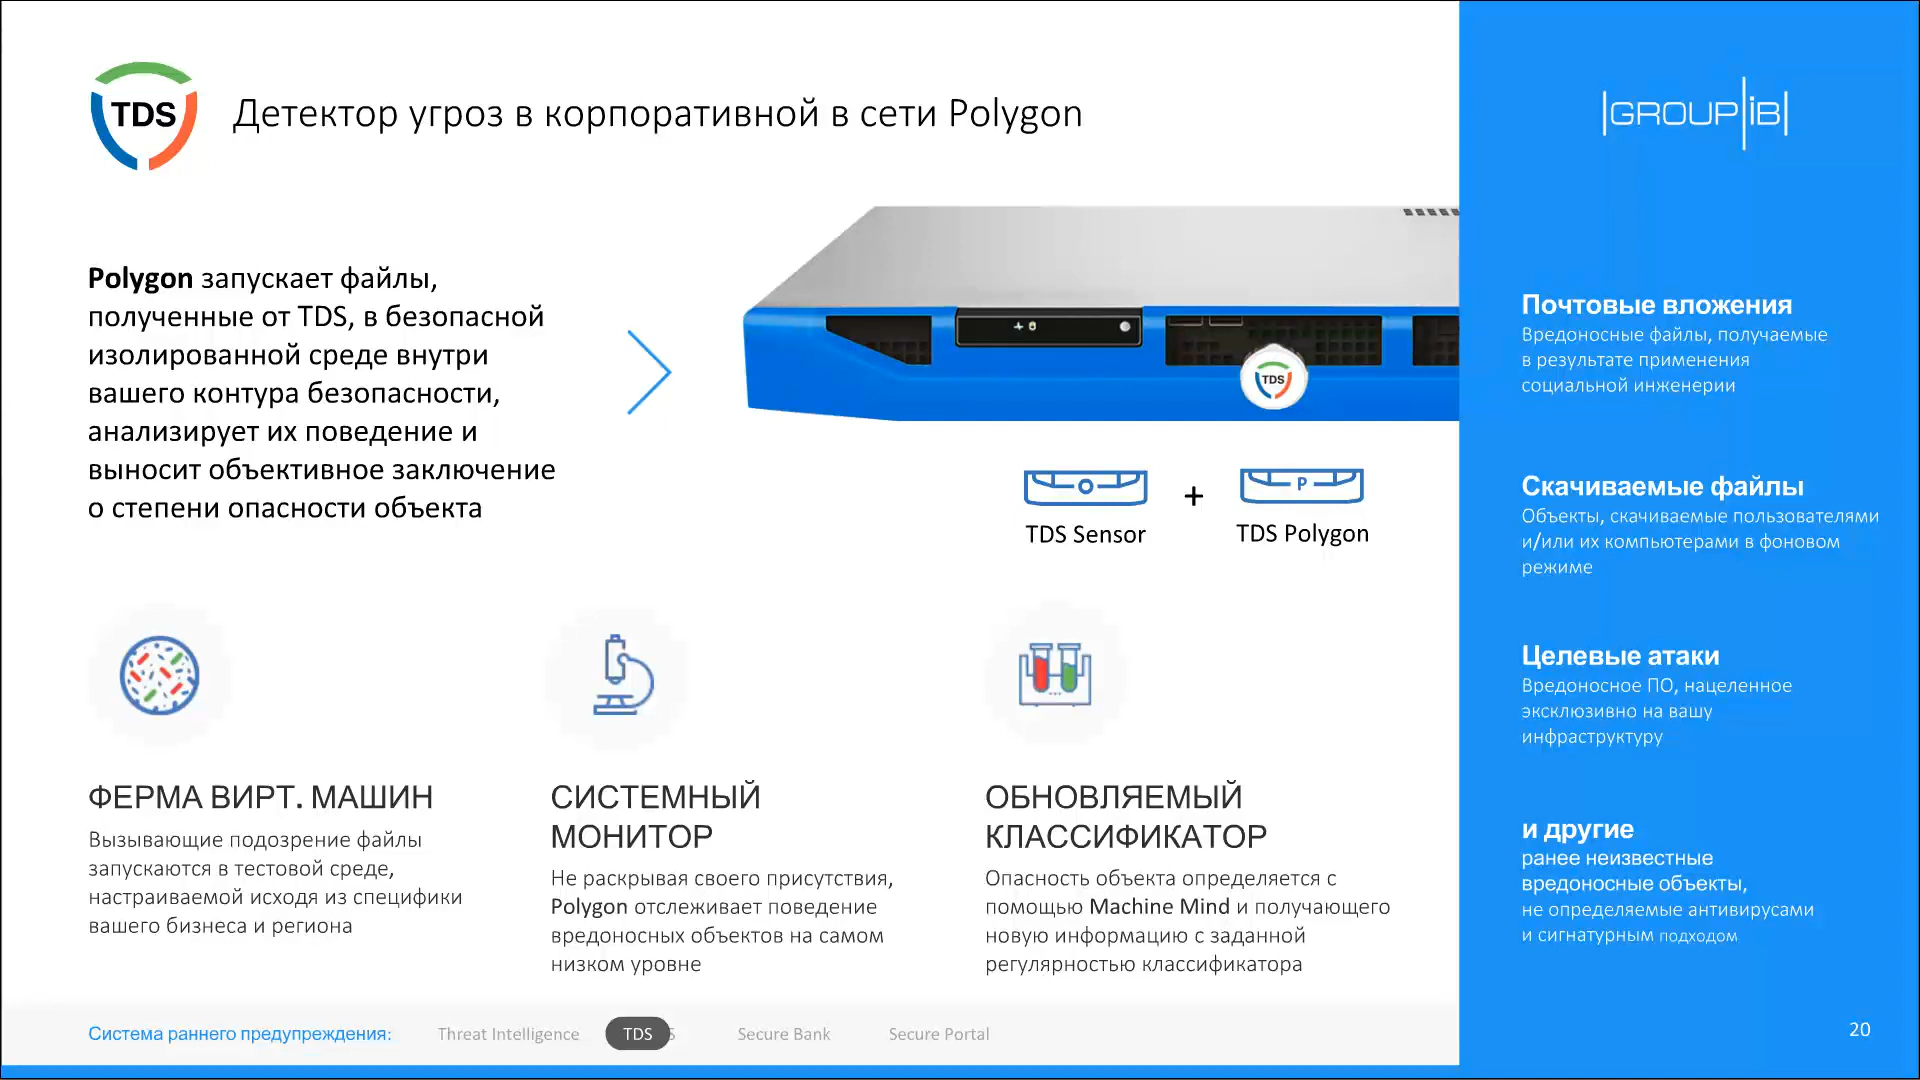 TDS
Детектор угроз в корпоративной в сети Polygon
|GROUP|iB|
Polygon запускает файлы,
полученные от TDS, в безопасной
изолированной среде внутри
вашего контура безопасности,
анализирует их поведение и
выносит объективное заключение
о степени опасности объекта
TDS
P
TDS Sensor
+
TDS Polygon
ФЕРМА ВИРТ. МАШИН
Вызывающие подозрение файлы
запускаются в тестовой среде,
настраиваемой исходя из специфики
вашего бизнеса и региона
СИСТЕМНЫЙ
МОНИТОР
Не раскрывая своего присутствия,
Polygon отслеживает поведение
вредоносных объектов на самом
низком уровне
ОБНОВЛЯЕМЫЙ
КЛАССИФИКАТОР
Опасность объекта определяется с
помощью Machine Mind и получающего
новую информацию с заданной
регулярностью классификатора
Почтовые вложения
Вредоносные файлы, получаемые
в результате применения
социальной инженерии
Скачиваемые файлы
Объекты, скачиваемые пользователями
и/или их компьютерами в фоновом
режиме
Целевые атаки
Вредоносное ПО, нацеленное
эксклюзивно на вашу
инфраструктуру
и другие
ранее неизвестные
вредоносные объекты,
не определяемые антивирусами
и сигнатурным подходом
Система раннего предупреждения:
Threat Intelligence
TDS
Secure Bank
Secure Portal
20